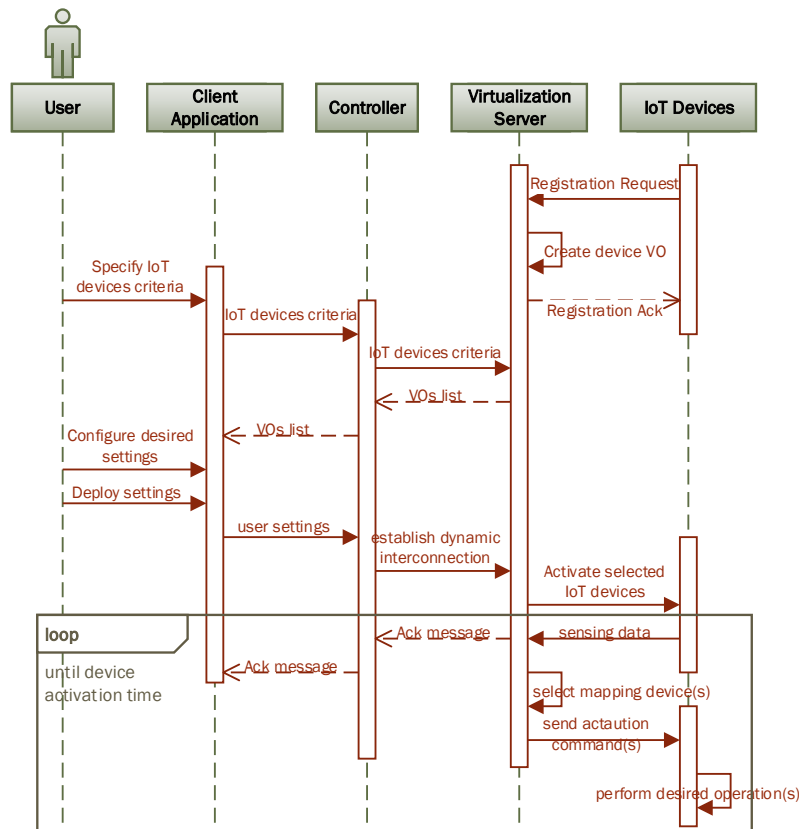 User
Client
Application
Controller
Virtualization
Server
IoT Devices
Registration Request
Create device VO
Specify IoT
devices criteria
Registration Ack
IoT devices criteria
IoT devices criteria
VOs list
VOs list
Configure desired
settings
Deploy settings
user settings
establish dynamic
interconnection
Activate selected
IoT devices
loop
Ack message
sensing data
until device
activation time
Ack message
select mapping device(s)
send actaution
command(s)
perform desired operation(s)